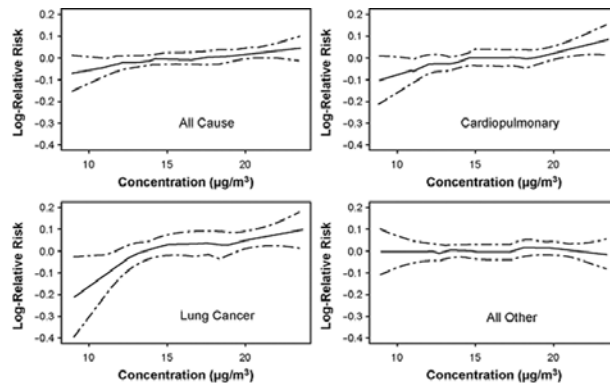 0.2
0.1
0.0
−0.1
−0.2
−0.3
−0.4
Log-Relative Risk
All Cause
10 15 20
Concentration (µg/m³)
0.2
0.1
0.0
−0.1
−0.2
−0.3
−0.4
Log-Relative Risk
Cardiopulmonary
10 15 20
Concentration (µg/m³)
0.2
0.1
0.0
−0.1
−0.2
−0.3
−0.4
Log-Relative Risk
Lung Cancer
10 15 20
Concentration (µg/m³)
0.2
0.1
0.0
−0.1
−0.2
−0.3
−0.4
Log-Relative Risk
All Other
10 15 20
Concentration (µg/m³)